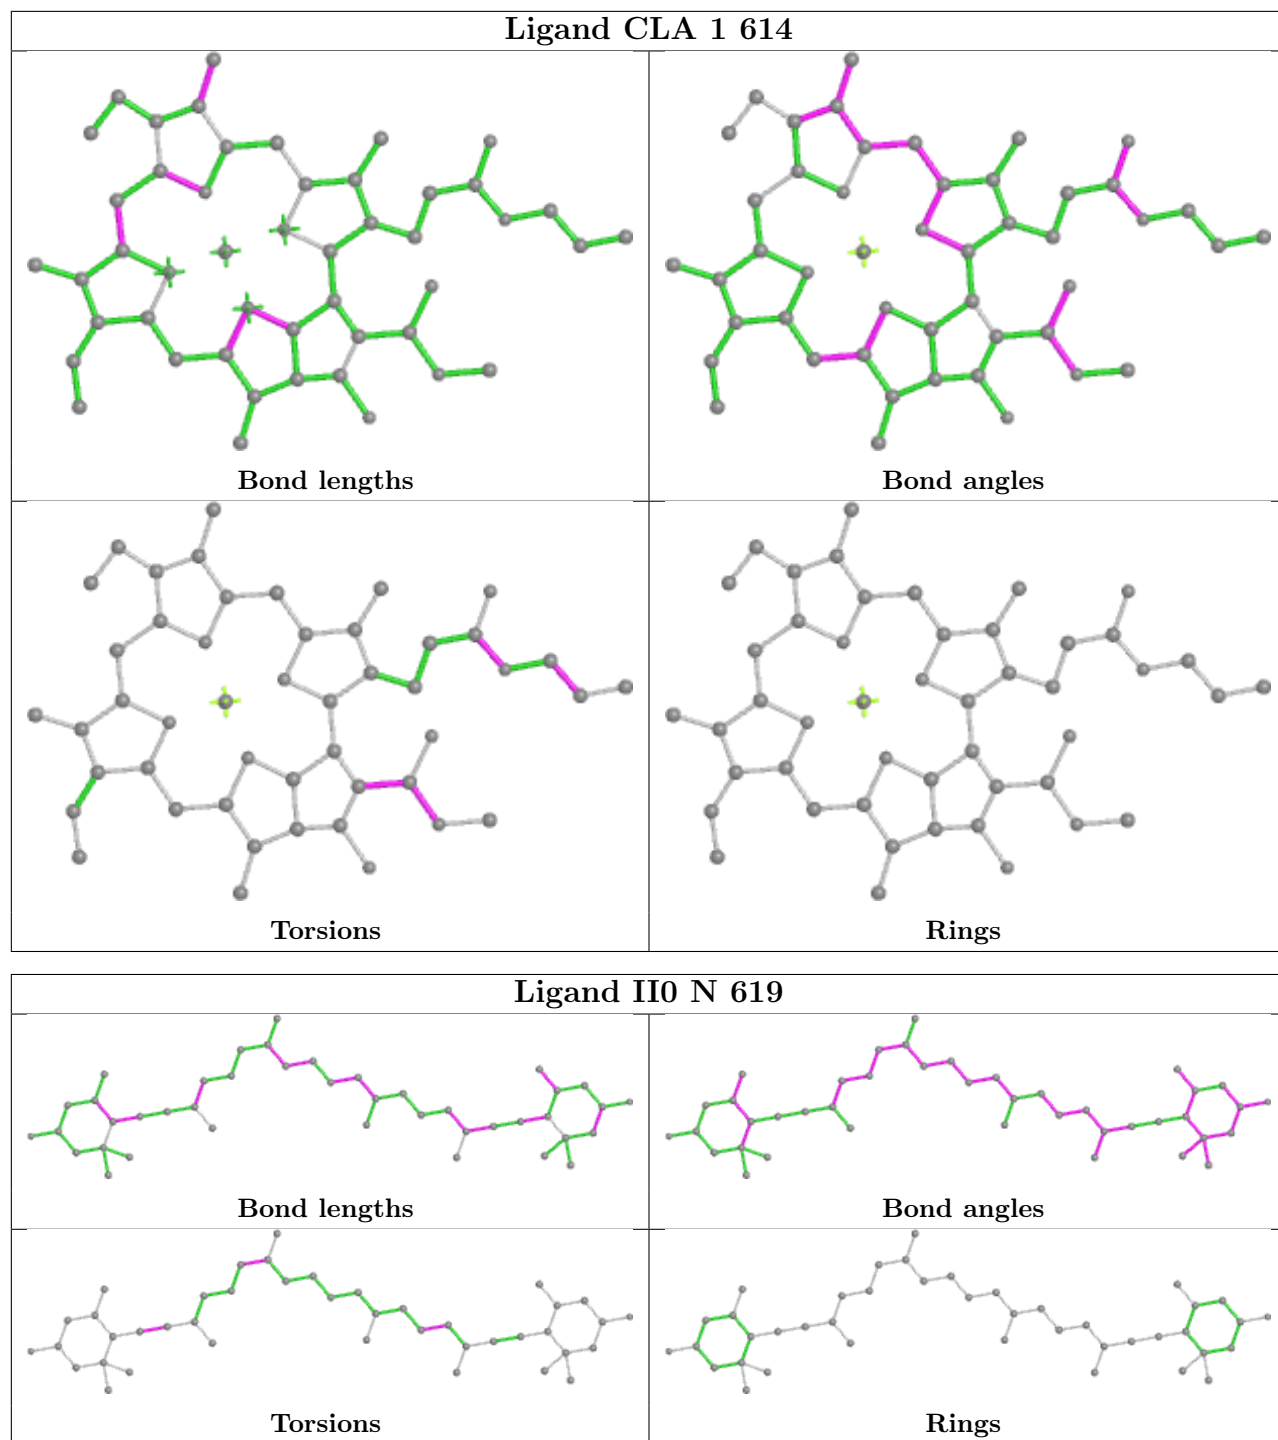 Ligand CLA 1 614
Bond lengths
Bond angles
Torsions
Rings
Ligand II0 N 619
Bond lengths
Bond angles
Torsions
Rings